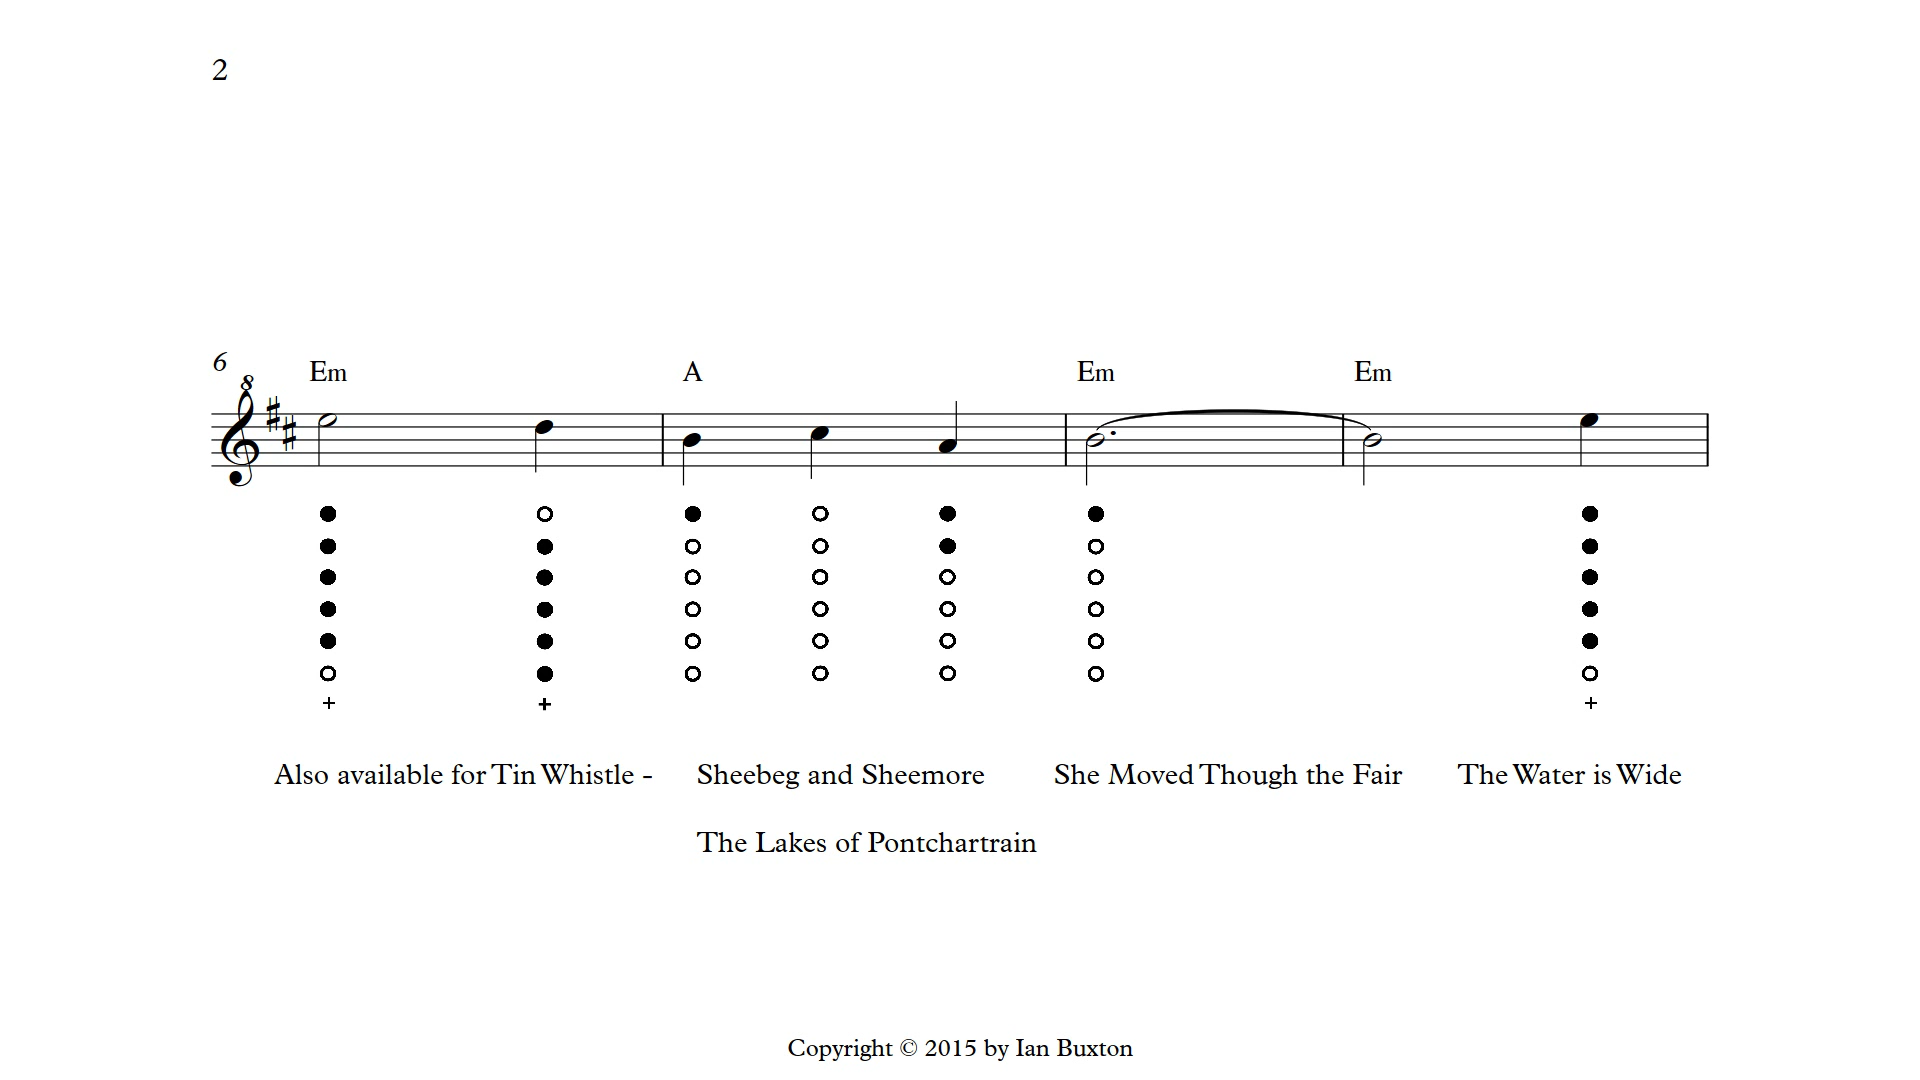 2
6 Em A Em Em
8
+ + +
Also available for Tin Whistle - Sheebeg and Sheemore She Moved Though the Fair The Water is Wide
The Lakes of Pontchartrain
Copyright © 2015 by Ian Buxton